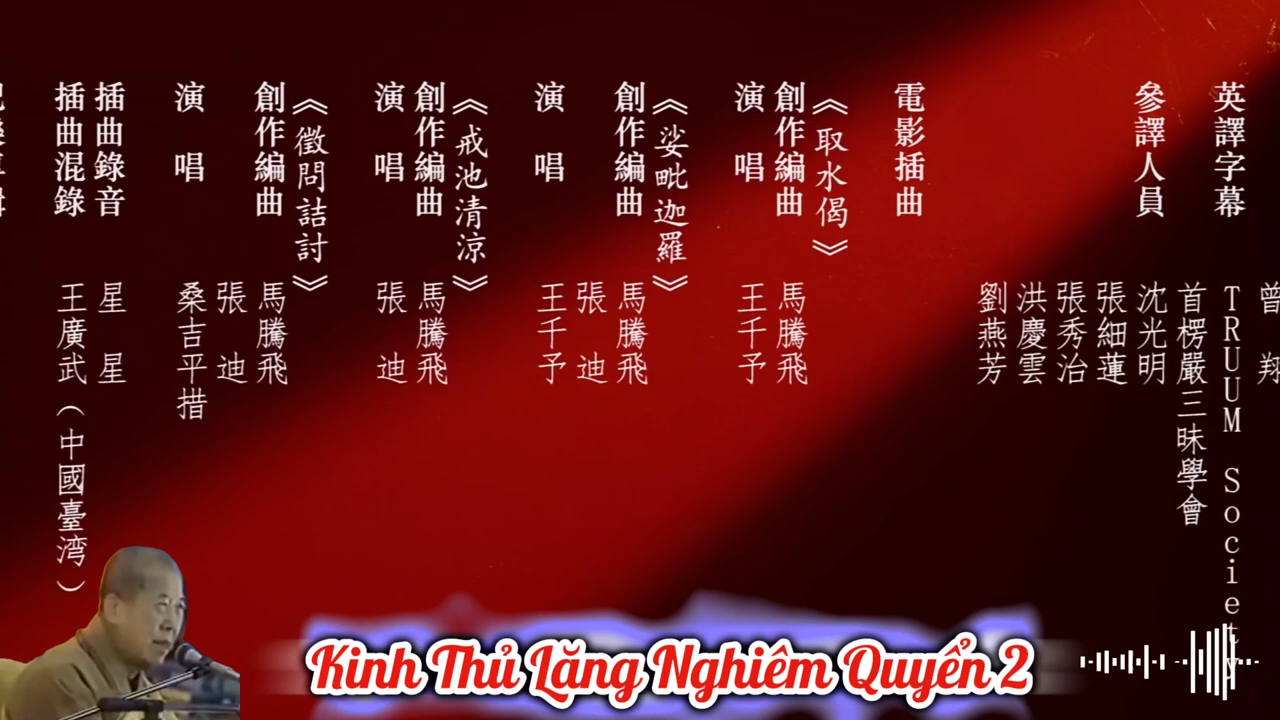 英譯字幕
TRUUM Society
首楞嚴三昧學會
參譯人員
沈光明
張細蓮
張秀治
洪慶雲
劉燕芳
電影插曲
《取水偈》
創作編曲
馬騰飛
演唱
王千予
《娑毗迦羅》
創作編曲
馬騰飛
張迪
演唱
王千予
《戒池清涼》
創作編曲
馬騰飛
演唱
張迪
《徵問詰討》
創作編曲
馬騰飛
張迪
演唱
桑吉平措
插曲錄音
星星
插曲混錄
王廣武（中國臺湾）
Kinh Thủ Lăng Nghiêm Quyển 2